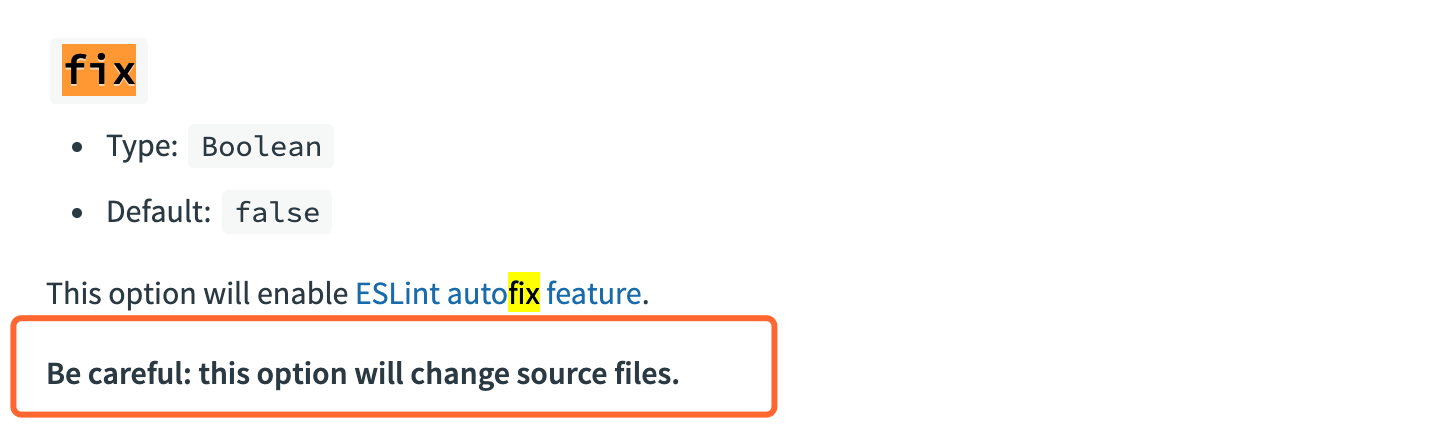 fix
Type: Boolean
Default: false
This option will enable ESLint autofix feature.
Be careful: this option will change source files.